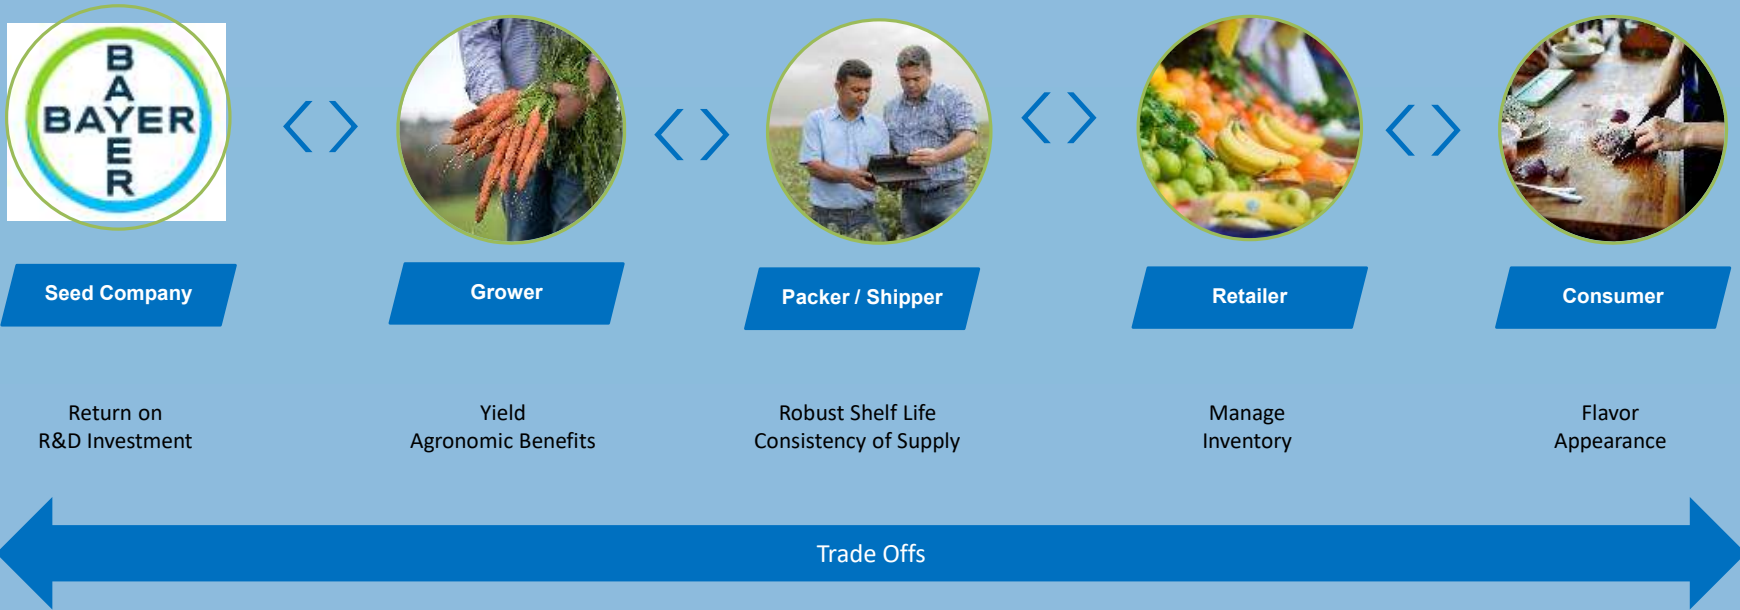 BAYER
BAYER
Seed Company
Grower
Packer / Shipper
Retailer
Consumer
Return on
R&D Investment
Yield
Agronomic Benefits
Robust Shelf Life
Consistency of Supply
Manage
Inventory
Flavor
Appearance
Trade Offs